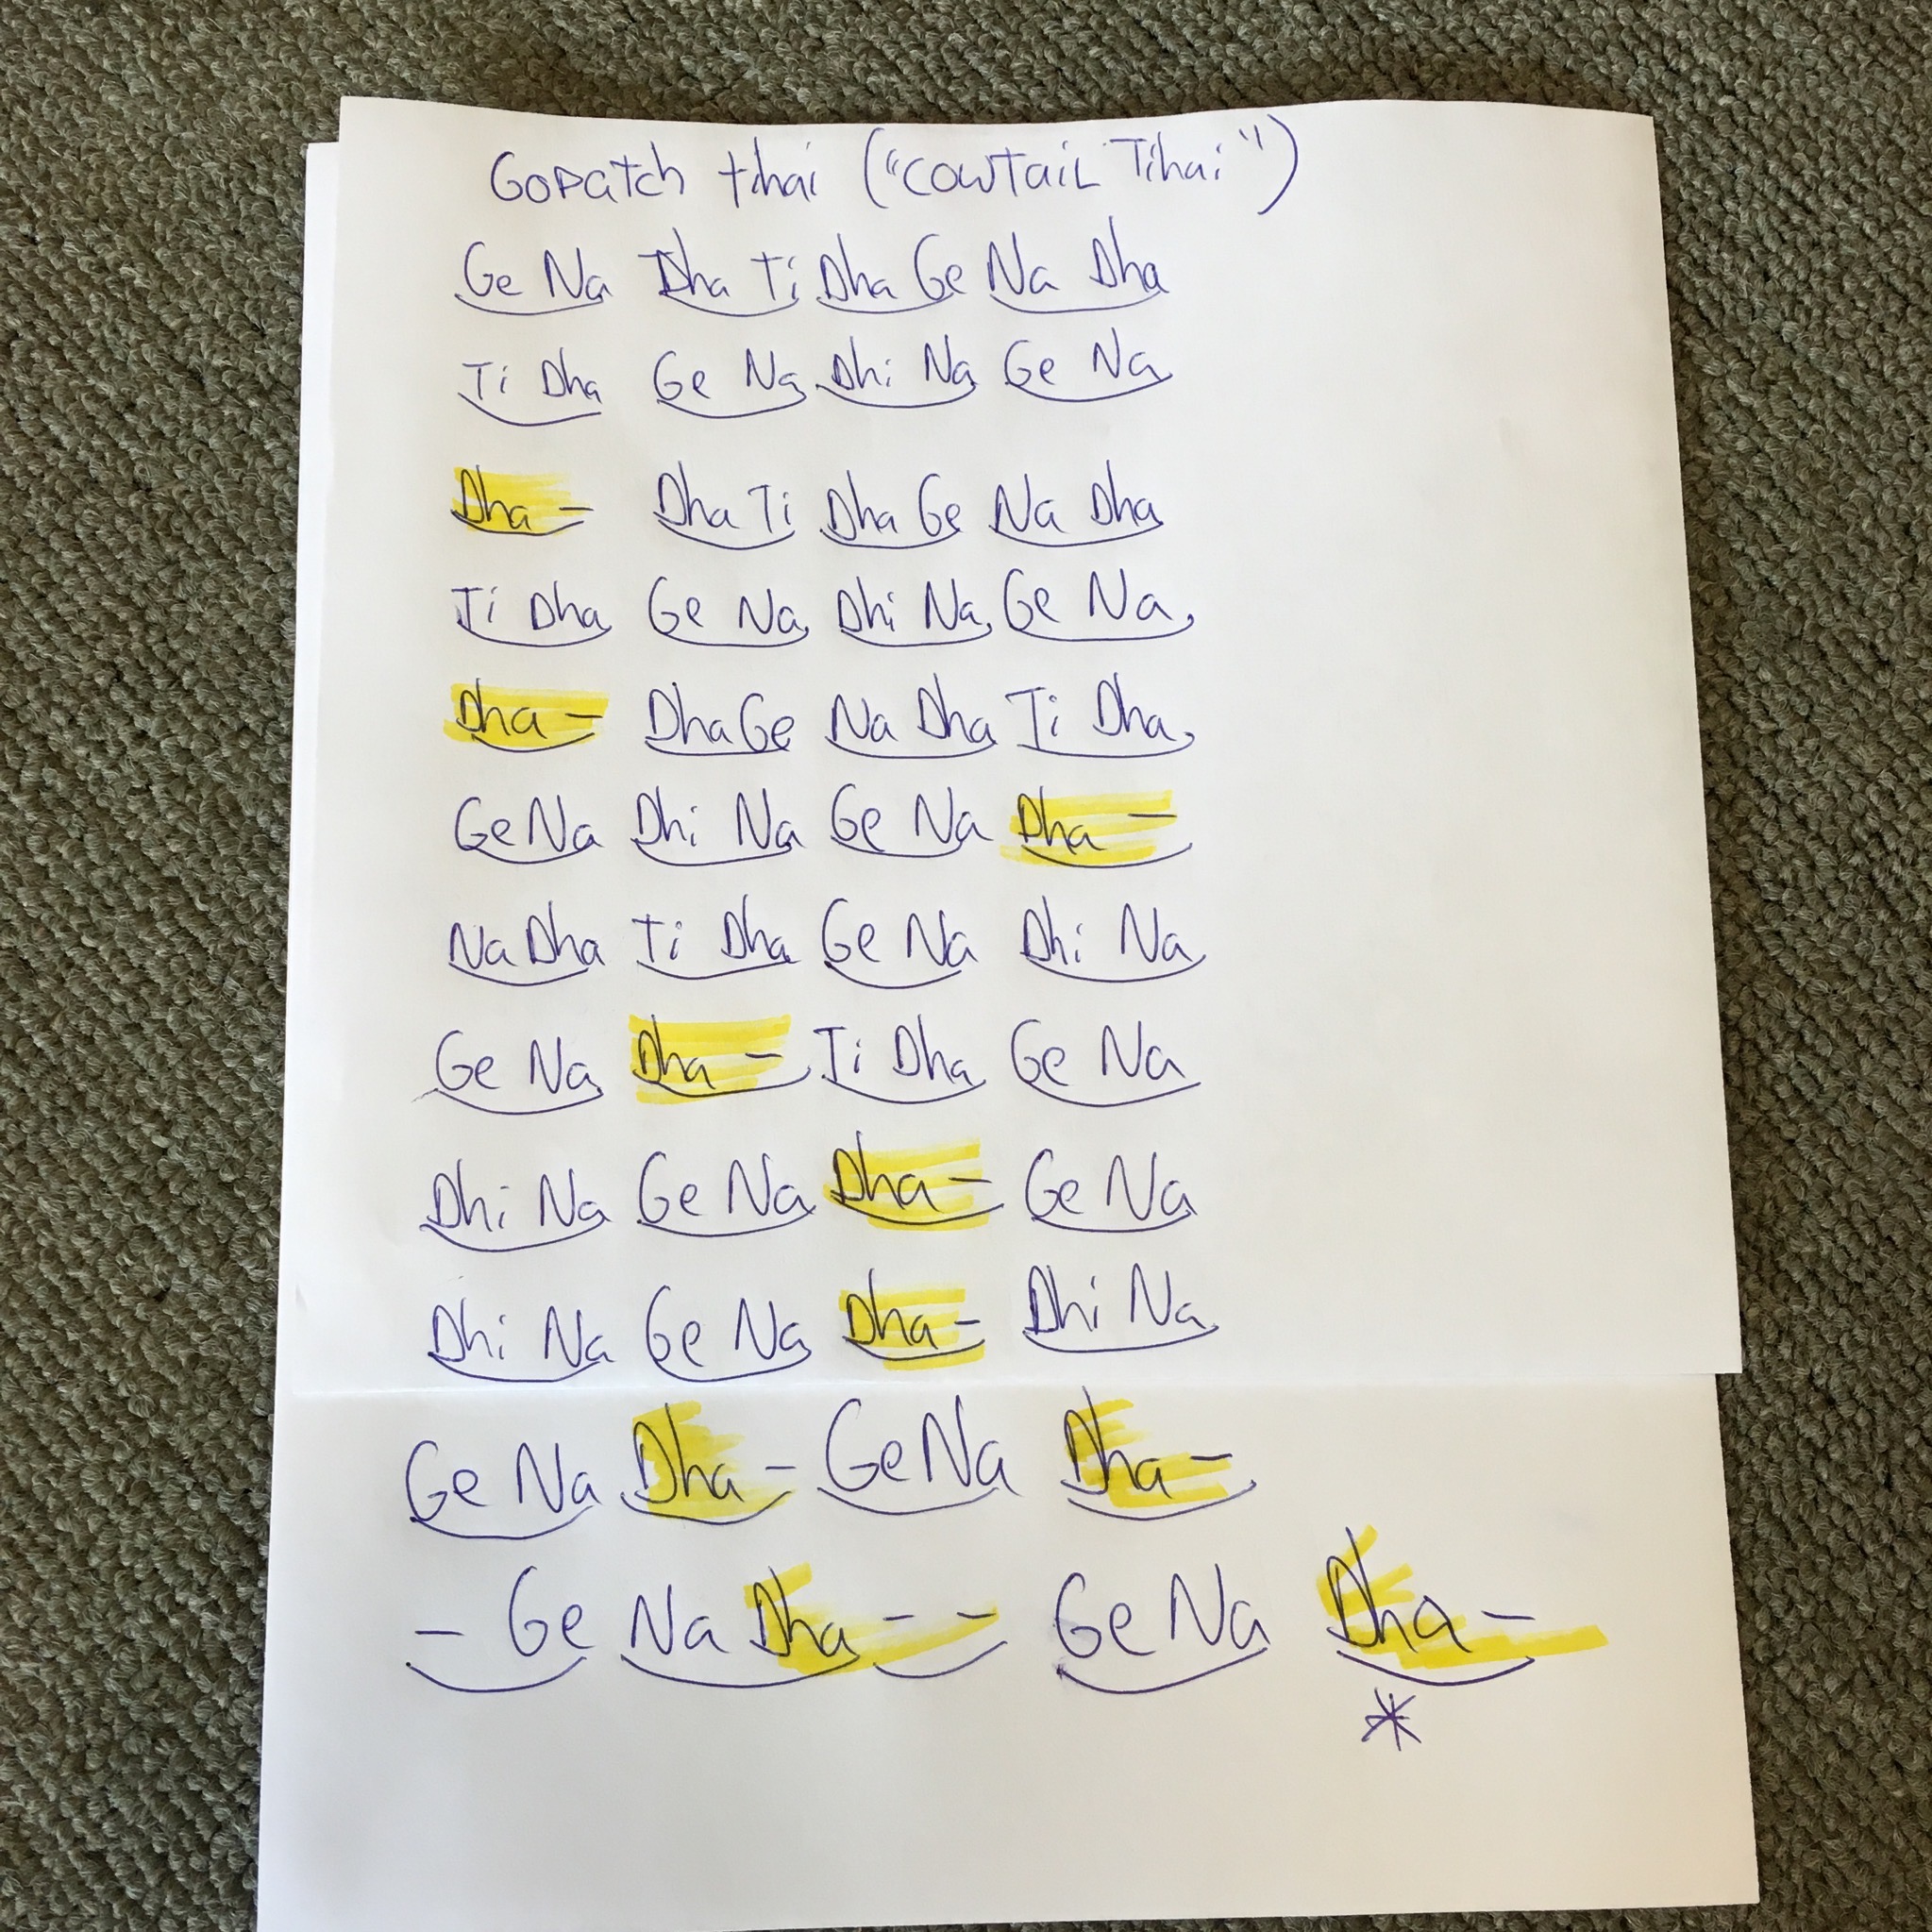 Gopatch tihai ("Cowtail Tihai")
Ge Na Dha Ti Dha Ge Na Dha
Ti Dha Ge Na Dhi Na Ge Na
Dha - Dha Ti Dha Ge Na Dha
Ti Dha Ge Na Dhi Na Ge Na
Dha - Dha Ge Na Dha Ti Dha
Ge Na Dhi Na Ge Na Dha -
Na Dha Ti Dha Ge Na Dhi Na
Ge Na Dha - Ti Dha Ge Na
Dhi Na Ge Na Dha - Ge Na
Dhi Na Ge Na Dha - Dhi Na
Ge Na Dha - Ge Na Dha -
- Ge Na Dha - - Ge Na Dha -
*